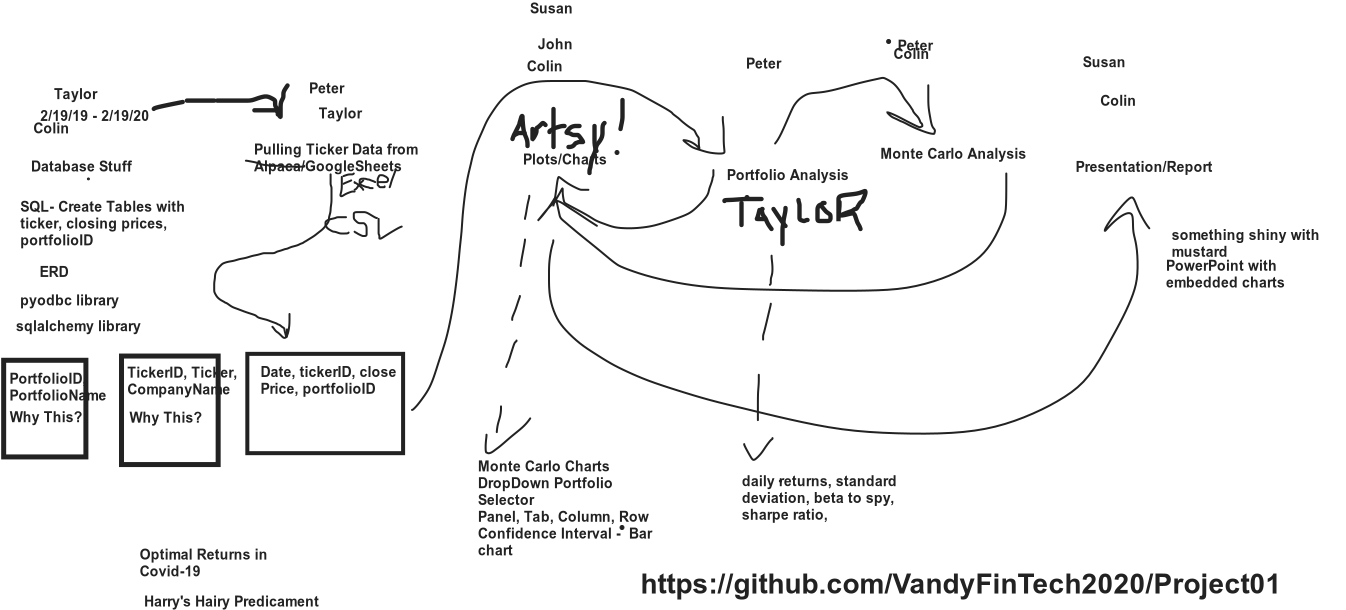 Taylor
2/19/19 - 2/19/20
Colin
Database Stuff
SQL- Create Tables with
ticker, closing prices,
portfolioID
ERD
pyodbc library
sqlalchemy library
PortfolioID
PortfolioName
Why This?
TickerID, Ticker,
CompanyName
Why This?
Peter
Taylor
Pulling Ticker Data from
Alpaca/GoogleSheets
Excel
CSV
Date, tickerID, close
Price, portfolioID
Susan
John
Colin
Artsy!
Plots/Charts
Monte Carlo Charts
DropDown Portfolio
Selector
Panel, Tab, Column, Row
Confidence Interval - Bar
chart
Peter
Portfolio Analysis
TayLoR
daily returns, standard
deviation, beta to spy,
sharpe ratio,
Peter
Colin
Monte Carlo Analysis
Susan
Colin
Presentation/Report
something shiny with
mustard
PowerPoint with
embedded charts
Optimal Returns in
Covid-19
Harry's Hairy Predicament
https://github.com/VandyFinTech2020/Project01